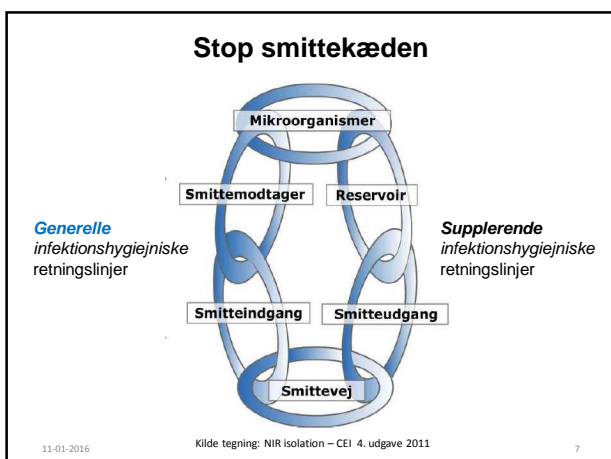 Stop smittekæden
Mikroorganismer
Smittemodtager
Reservoir
Generelle
infektionshygiejniske
retningslinjer
Supplerende
infektionshygiejniske
retningslinjer
Smitteindgang
Smitteudgang
Smittevej
11-01-2016
Kilde tegning: NIR isolation – CEI 4. udgave 2011
7